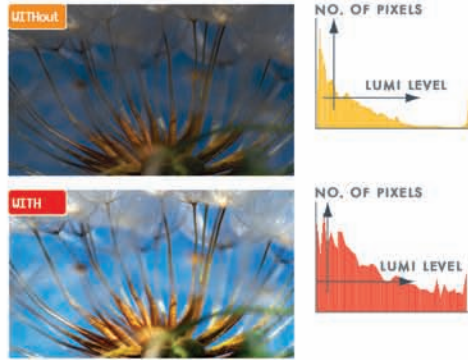 WITHout
NO. OF PIXELS
LUMI LEVEL
WITH
NO. OF PIXELS
LUMI LEVEL